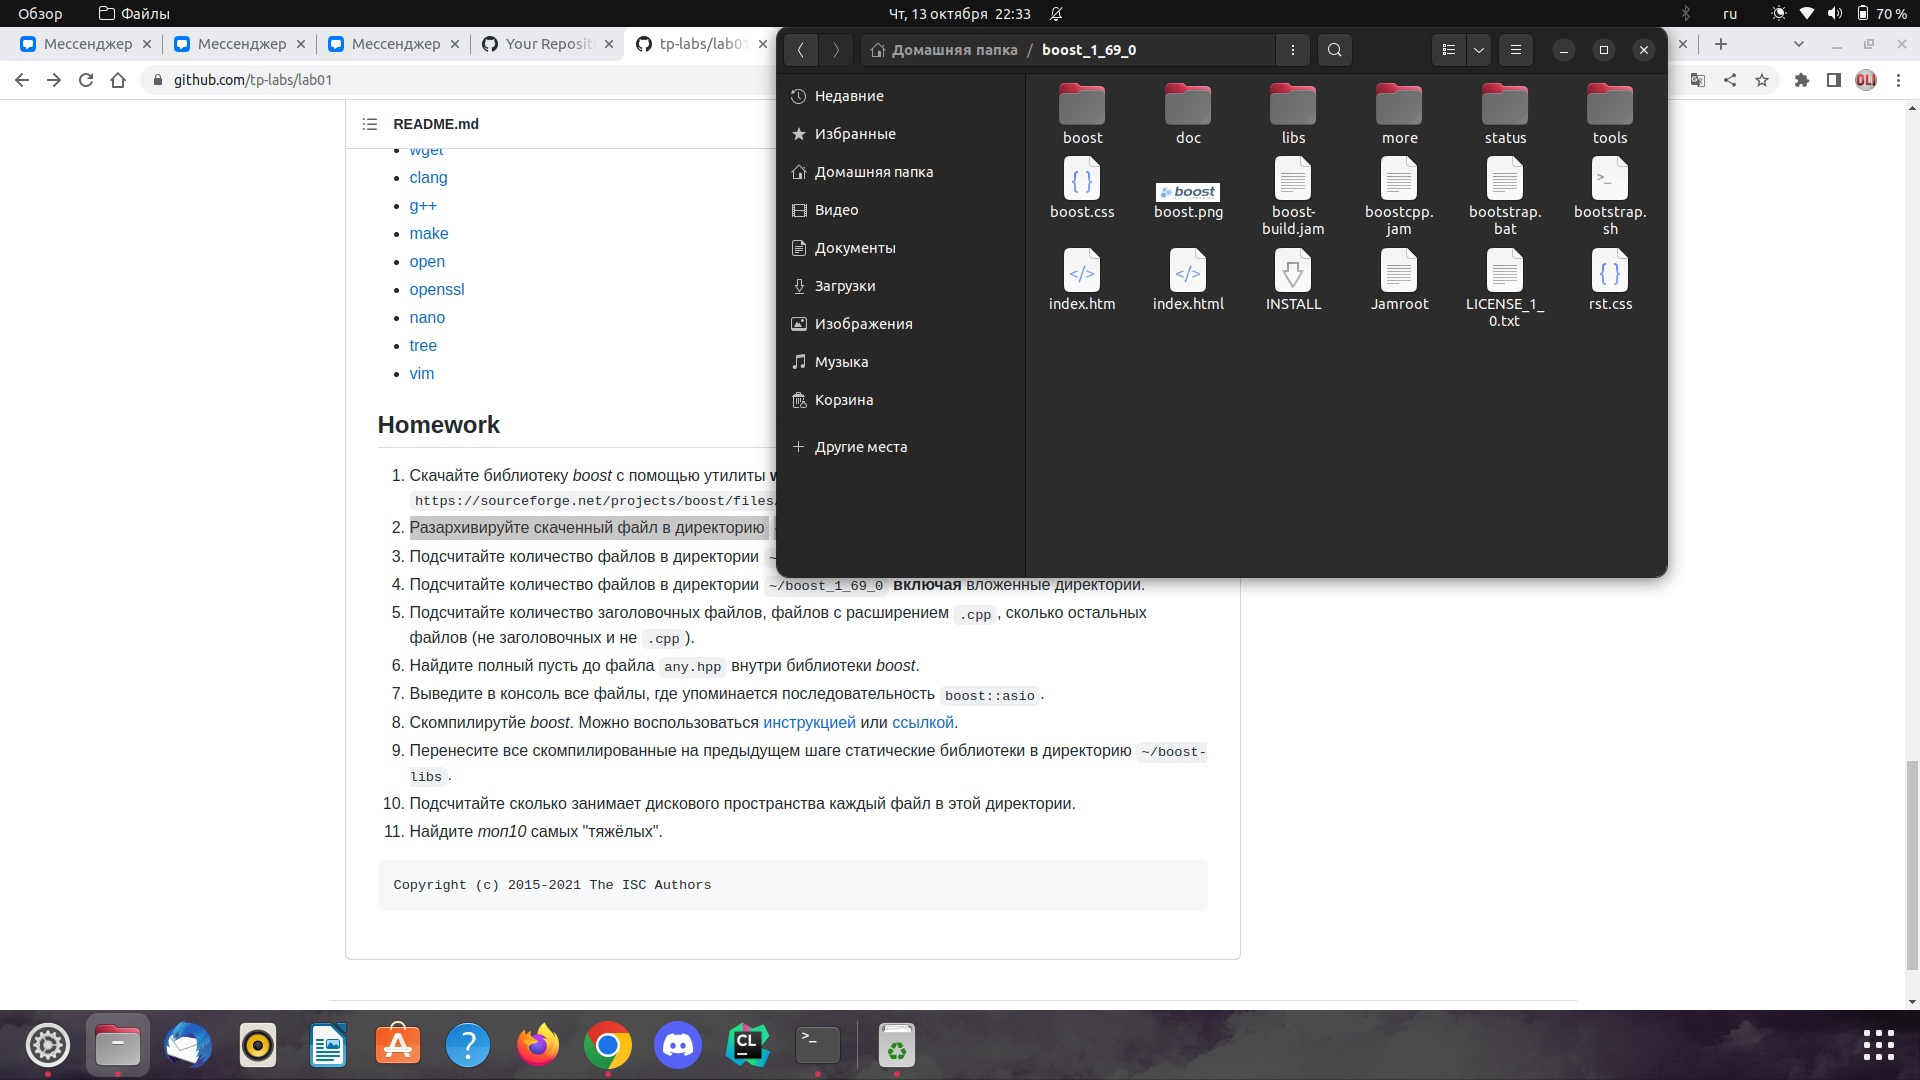 Обзор
Файлы
Чт, 13 октября 22:33
ru
70 %
Мессенджер
Мессенджер
Мессенджер
Your Reposit
tp-labs/lab01
github.com/tp-labs/lab01
Домашняя папка / boost_1_69_0
README.md
wget
clang
g++
make
open
openssl
nano
tree
vim
Недавние
Избранные
Домашняя папка
Видео
Документы
Загрузки
Изображения
Музыка
Корзина
Другие места
boost
doc
libs
more
status
tools
boost.css
boost
boost.png
boost-
build.jam
boostcpp.
jam
bootstrap.
bat
bootstrap.
sh
index.htm
index.html
INSTALL
Jamroot
LICENSE_1_
0.txt
rst.css
Homework
1. Скачайте библиотеку boost с помощью утилиты w
https://sourceforge.net/projects/boost/files/
2. Разархивируйте скаченный файл в директорию
3. Подсчитайте количество файлов в директории ~
4. Подсчитайте количество файлов в директории ~/boost_1_69_0 включая вложенные директории.
5. Подсчитайте количество заголовочных файлов, файлов с расширением .cpp, сколько остальных
файлов (не заголовочных и не .cpp).
6. Найдите полный пусть до файла any.hpp внутри библиотеки boost.
7. Выведите в консоль все файлы, где упоминается последовательность boost::asio.
8. Скомпилирутйе boost. Можно воспользоваться инструкцией или ссылкой.
9. Перенесите все скомпилированные на предыдущем шаге статические библиотеки в директорию ~/boost-
libs.
10. Подсчитайте сколько занимает дискового пространства каждый файл в этой директории.
11. Найдите топ10 самых "тяжёлых".
Copyright (c) 2015-2021 The ISC Authors
CL